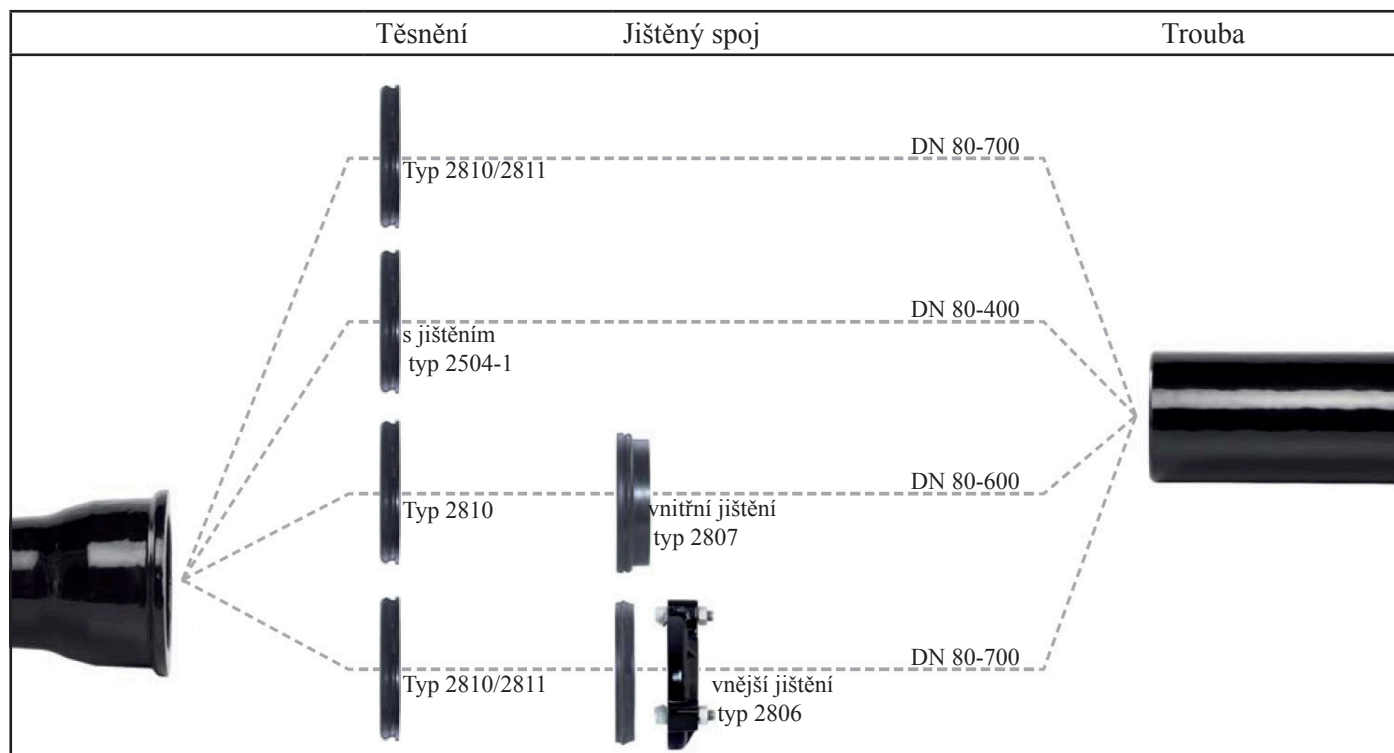 Těsnění Jištěný spoj Trouba
DN 80-700
Typ 2810/2811
DN 80-400
s jištěním
typ 2504-1
DN 80-600
Typ 2810
vnitřní jištění
typ 2807
DN 80-700
Typ 2810/2811
vnější jištění
typ 2806